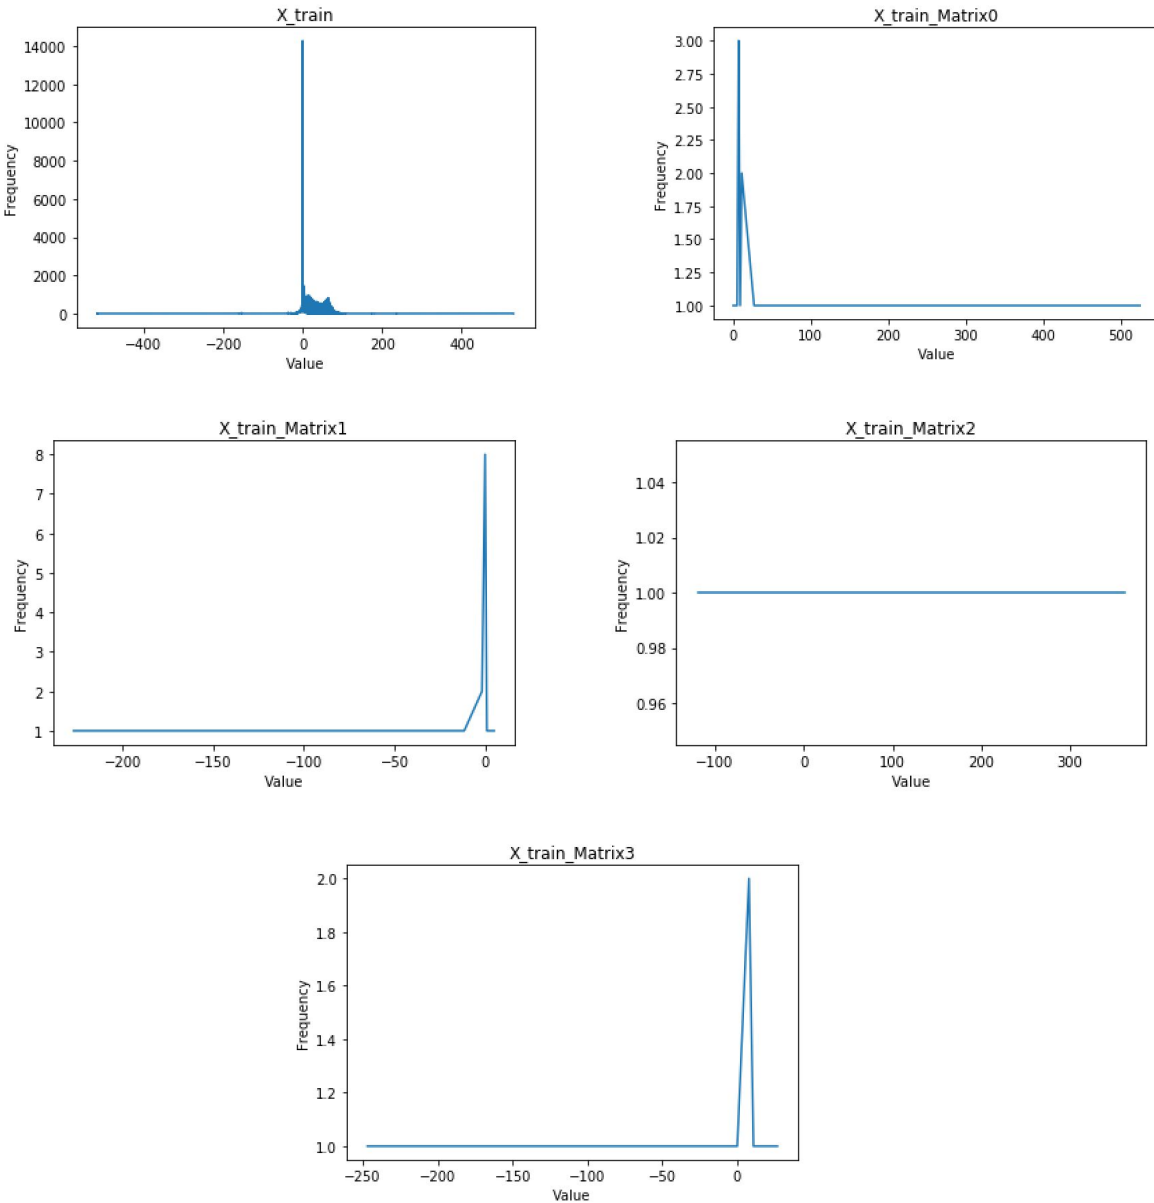 X_train
14000
12000
10000
8000
6000
4000
2000
0
Frequency
−400 −200 0 200 400
Value
X_train_Matrix0
3.00
2.75
2.50
2.25
2.00
1.75
1.50
1.25
1.00
Frequency
0 100 200 300 400 500
Value
X_train_Matrix1
8
7
6
5
4
3
2
1
Frequency
−200 −150 −100 −50 0
Value
X_train_Matrix2
1.04
1.02
1.00
0.98
0.96
Frequency
−100 0 100 200 300
Value
X_train_Matrix3
2.0
1.8
1.6
1.4
1.2
1.0
Frequency
−250 −200 −150 −100 −50 0
Value